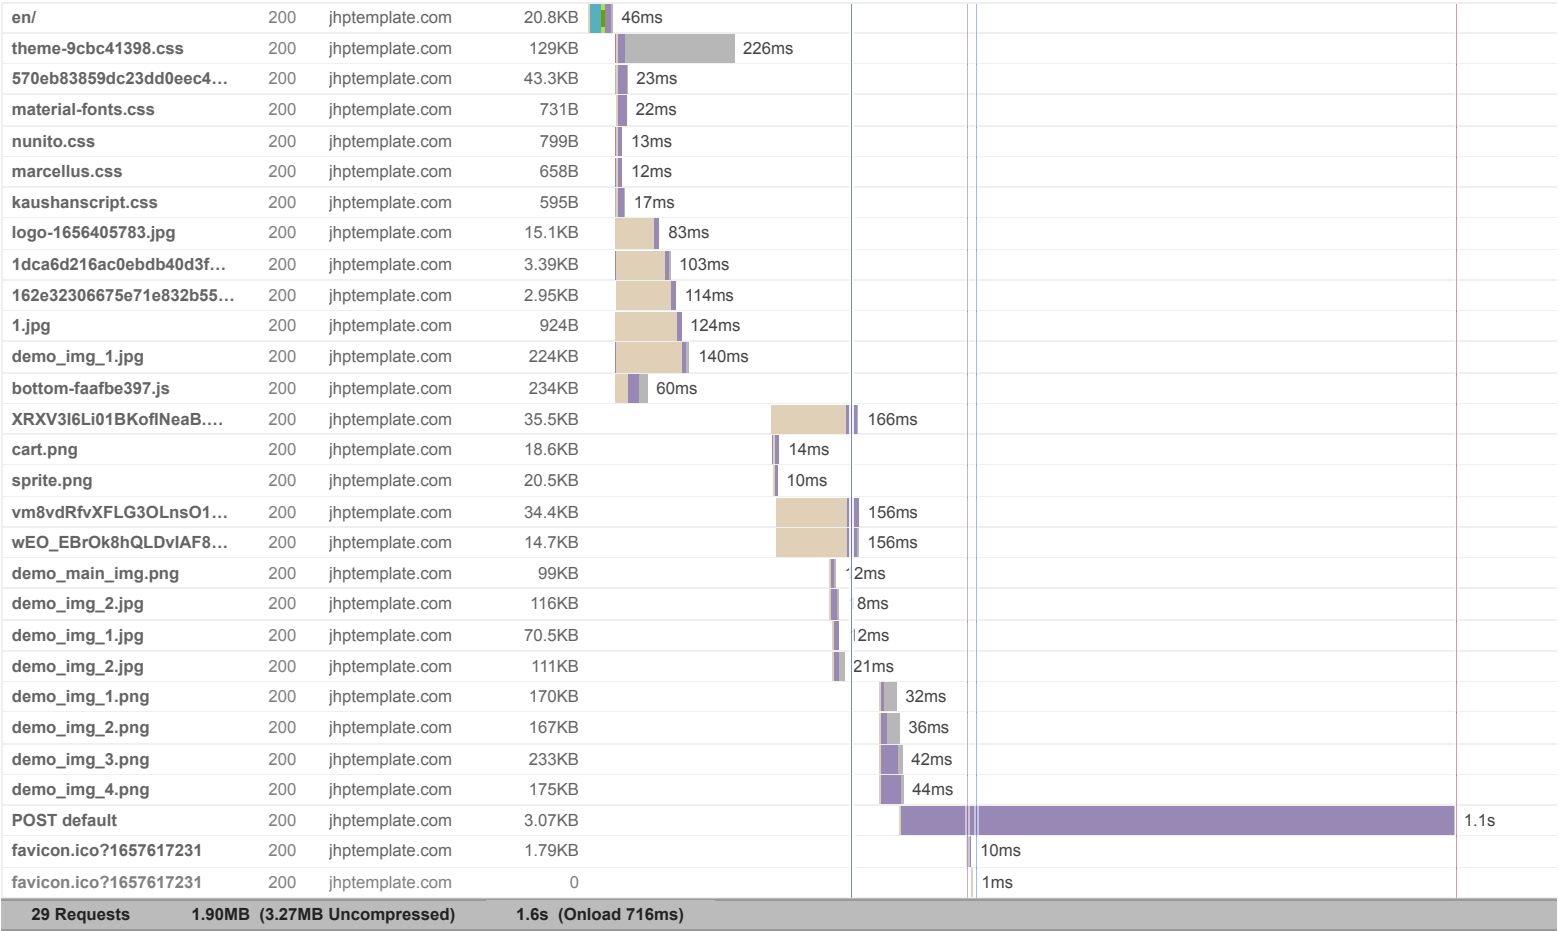 en/ 200 jhptemplate.com 20.8KB 46ms
theme-9cbc41398.css 200 jhptemplate.com 129KB 226ms
570eb83859dc23dd0eec4... 200 jhptemplate.com 43.3KB 23ms
material-fonts.css 200 jhptemplate.com 731B 22ms
nunito.css 200 jhptemplate.com 799B 13ms
marcellus.css 200 jhptemplate.com 658B 12ms
kaushanscript.css 200 jhptemplate.com 595B 17ms
logo-1656405783.jpg 200 jhptemplate.com 15.1KB 83ms
1dca6d216ac0ebdb40d3f... 200 jhptemplate.com 3.39KB 103ms
162e32306675e71e832b55... 200 jhptemplate.com 2.95KB 114ms
1.jpg 200 jhptemplate.com 924B 124ms
demo_img_1.jpg 200 jhptemplate.com 224KB 140ms
bottom-faafbe397.js 200 jhptemplate.com 234KB 60ms
XRXV3I6Li01BKofINeaB.... 200 jhptemplate.com 35.5KB 166ms
cart.png 200 jhptemplate.com 18.6KB 14ms
sprite.png 200 jhptemplate.com 20.5KB 10ms
vm8vdRfvXFLG3OLnsO1... 200 jhptemplate.com 34.4KB 156ms
wEO_EBrOk8hQLDvIAF8... 200 jhptemplate.com 14.7KB 156ms
demo_main_img.png 200 jhptemplate.com 99KB 12ms
demo_img_2.jpg 200 jhptemplate.com 116KB 18ms
demo_img_1.jpg 200 jhptemplate.com 70.5KB 12ms
demo_img_2.jpg 200 jhptemplate.com 111KB 21ms
demo_img_1.png 200 jhptemplate.com 170KB 32ms
demo_img_2.png 200 jhptemplate.com 167KB 36ms
demo_img_3.png 200 jhptemplate.com 233KB 42ms
demo_img_4.png 200 jhptemplate.com 175KB 44ms
POST default 200 jhptemplate.com 3.07KB 1.1s
favicon.ico?1657617231 200 jhptemplate.com 1.79KB 10ms
favicon.ico?1657617231 200 jhptemplate.com 0 1ms
29 Requests 1.90MB (3.27MB Uncompressed) 1.6s (Onload 716ms)